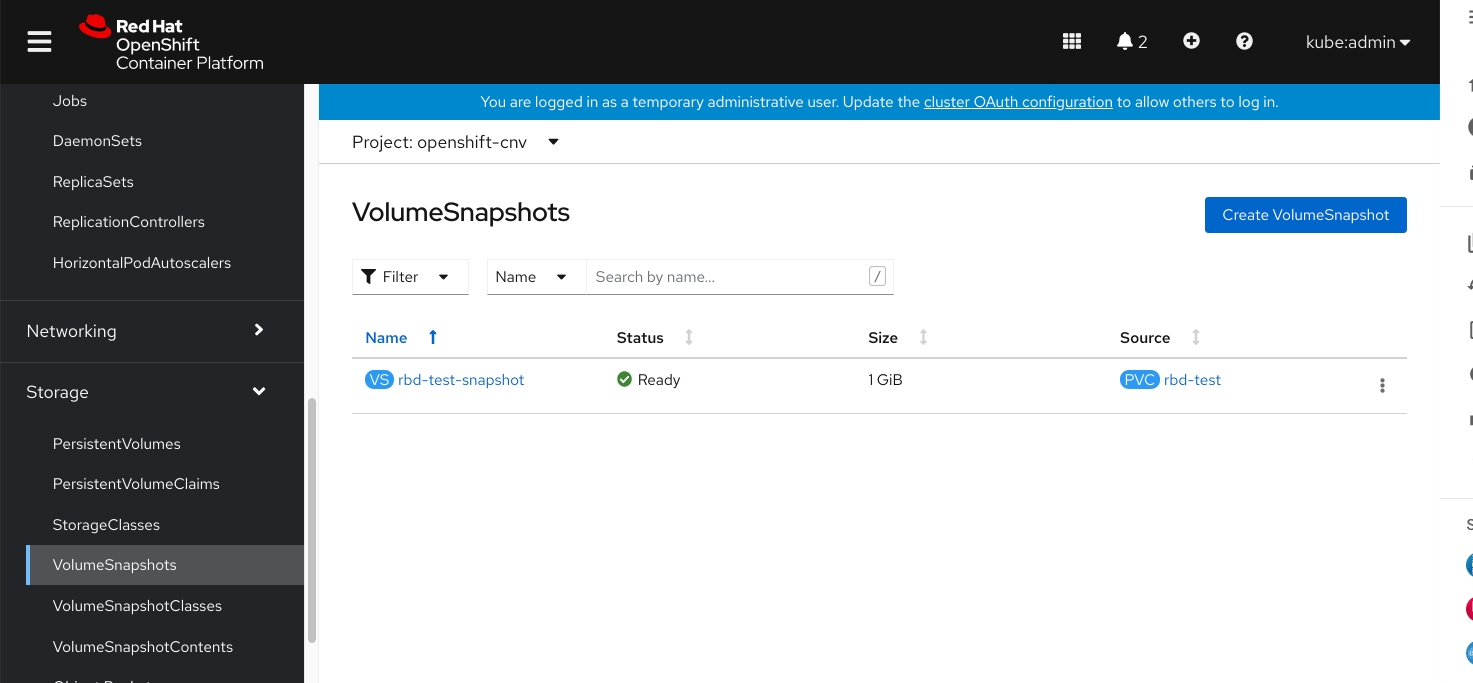 Red Hat
OpenShift
Container Platform
2
kube:admin
Jobs
DaemonSets
ReplicaSets
ReplicationControllers
HorizontalPodAutoscalers
Networking
Storage
PersistentVolumes
PersistentVolumeClaims
StorageClasses
VolumeSnapshots
VolumeSnapshotClasses
VolumeSnapshotContents
You are logged in as a temporary administrative user. Update the cluster OAuth configuration to allow others to log in.
Project: openshift-cnv
VolumeSnapshots
Create VolumeSnapshot
Filter
Name
Search by name...
/
Name Status Size Source
VS rbd-test-snapshot Ready 1 GiB PVC rbd-test